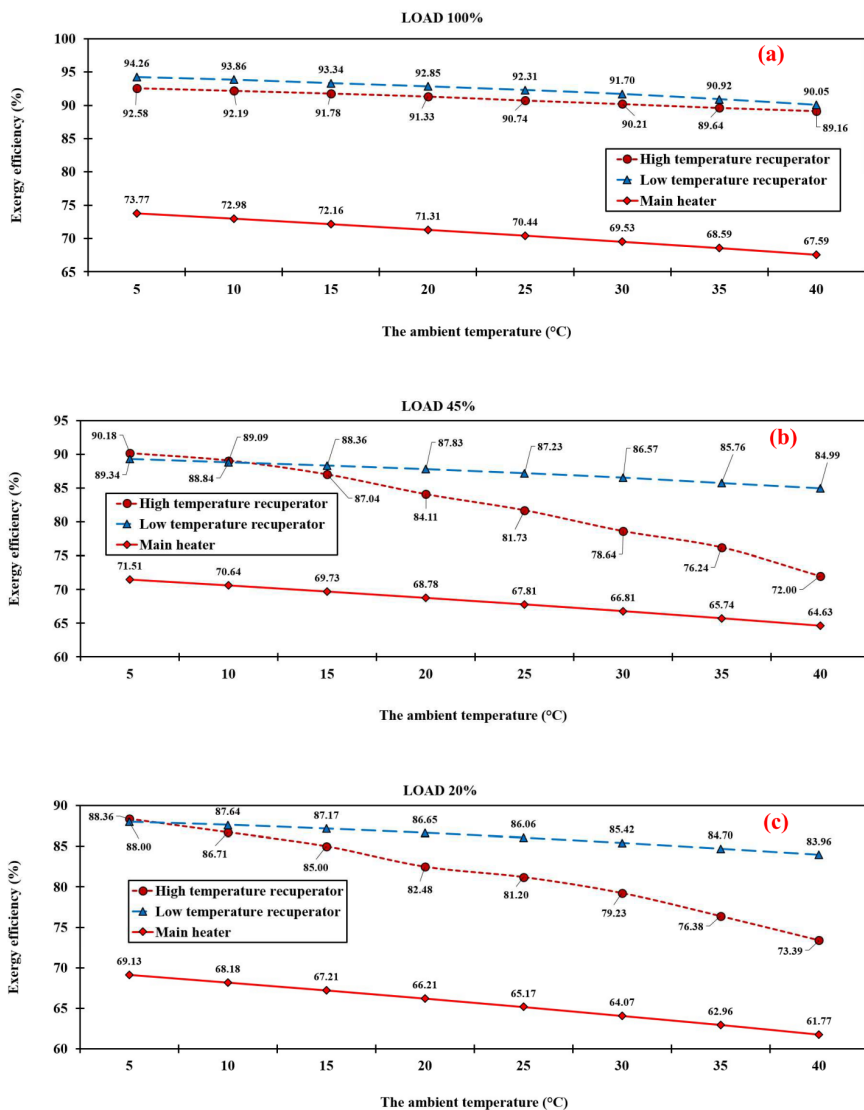 LOAD 100%
(a)
Exergy efficiency (%)
100
95
90
85
80
75
70
65
94.26 93.86 93.34 92.85 92.31 91.70 90.92 90.05
92.58 92.19 91.78 91.33 90.74 90.21 89.64 89.16
High temperature recuperator
Low temperature recuperator
Main heater
73.77 72.98 72.16 71.31 70.44 69.53 68.59 67.59
5 10 15 20 25 30 35 40
The ambient temperature (°C)
LOAD 45%
(b)
Exergy efficiency (%)
95
90
85
80
75
70
65
60
90.18 89.09 88.36 87.83 87.23 86.57 85.76 84.99
89.34 88.84 87.04 84.11 81.73 78.64 76.24 72.00
High temperature recuperator
Low temperature recuperator
Main heater
71.51 70.64 69.73 68.78 67.81 66.81 65.74 64.63
5 10 15 20 25 30 35 40
The ambient temperature (°C)
LOAD 20%
(c)
Exergy efficiency (%)
90
85
80
75
70
65
60
88.36 87.64 87.17 86.65 86.06 85.42 84.70 83.96
88.00 86.71 85.00 82.48 81.20 79.23 76.38 73.39
High temperature recuperator
Low temperature recuperator
Main heater
69.13 68.18 67.21 66.21 65.17 64.07 62.96 61.77
5 10 15 20 25 30 35 40
The ambient temperature (°C)